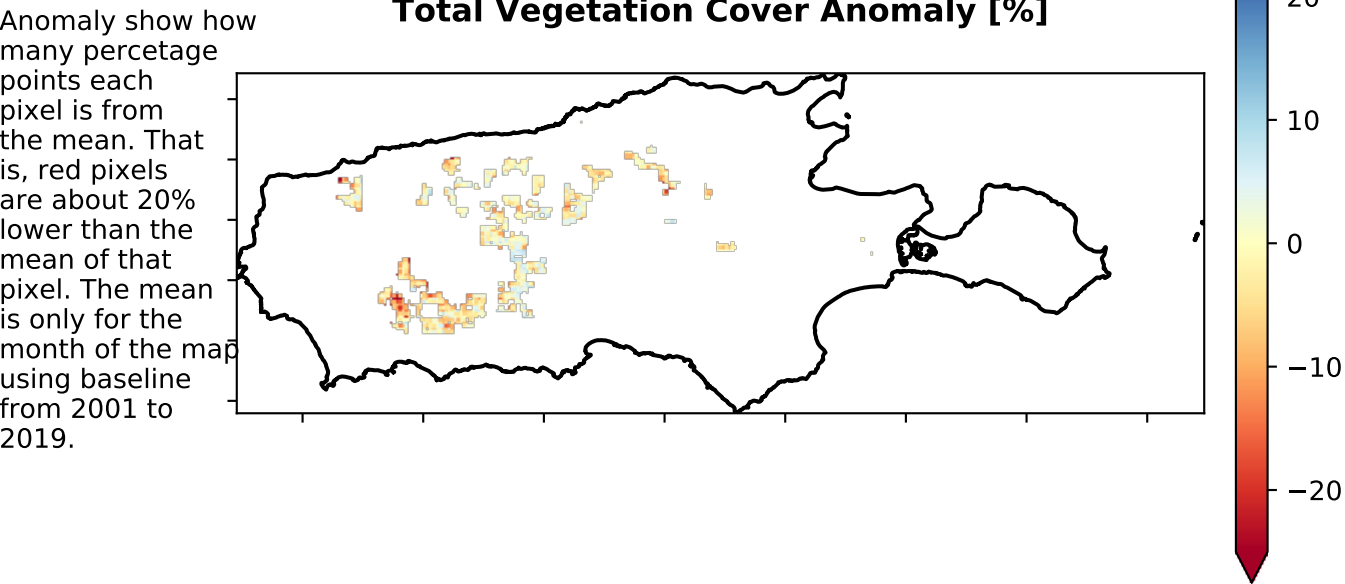 Total Vegetation Cover Anomaly [%]
Anomaly show how
many percetage
points each
pixel is from
the mean. That
is, red pixels
are about 20%
lower than the
mean of that
pixel. The mean
is only for the
month of the map
using baseline
from 2001 to
2019.
20
10
0
−10
−20